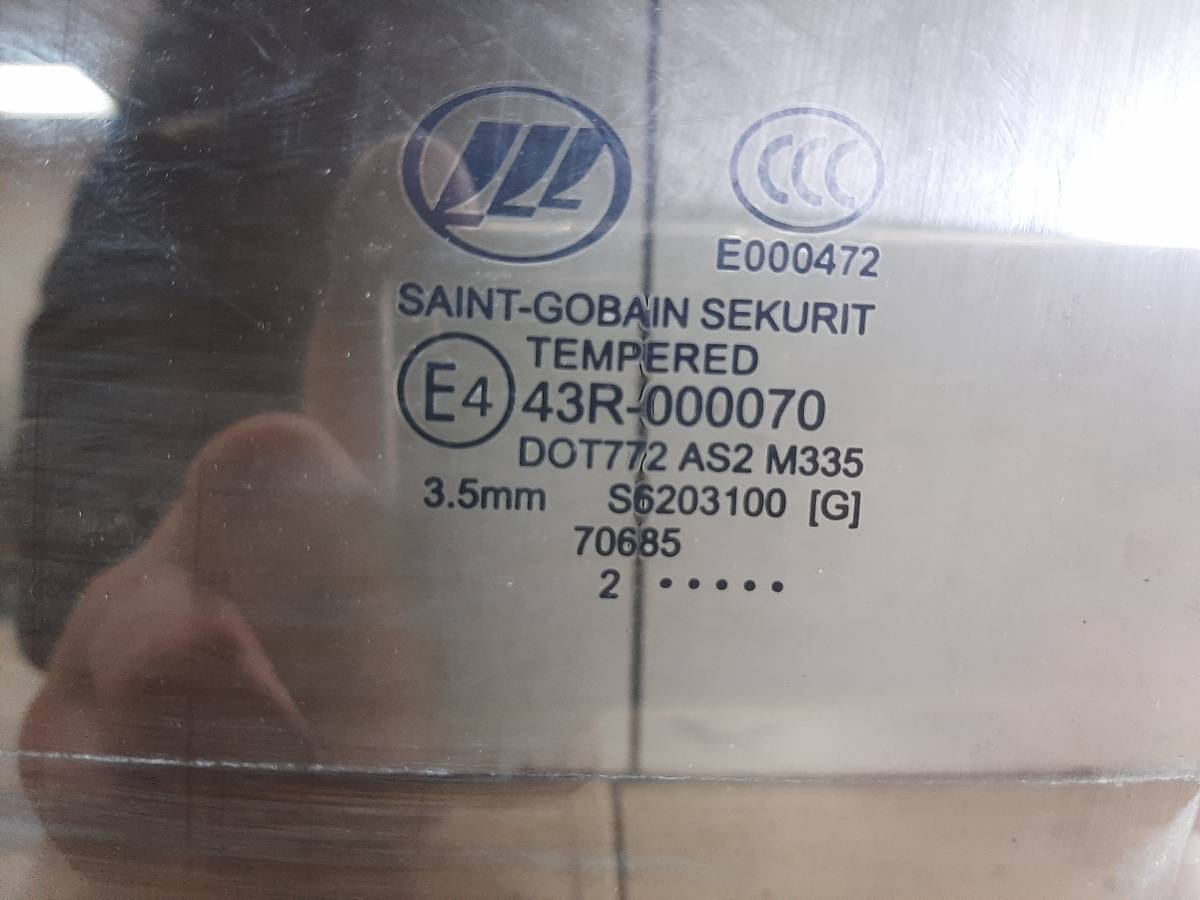 CCC
E000472
SAINT-GOBAIN SEKURIT
TEMPERED
E4 43R-000070
DOT772 AS2 M335
3.5mm S6203100 [G]
70685
2 •••••